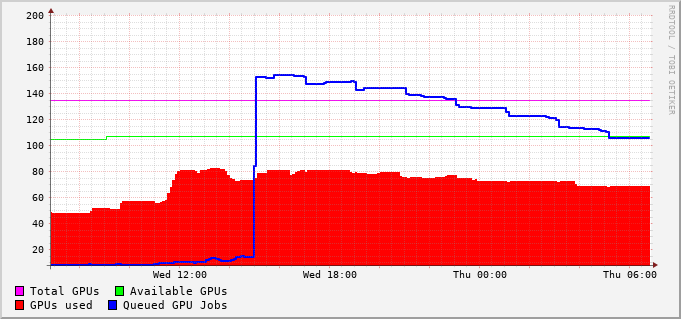 200
180
160
140
120
100
80
60
40
20
Wed 12:00 Wed 18:00 Thu 00:00 Thu 06:00
Total GPUs Available GPUs
GPUs used Queued GPU Jobs
RRDTOOL / TOBI OETIKER